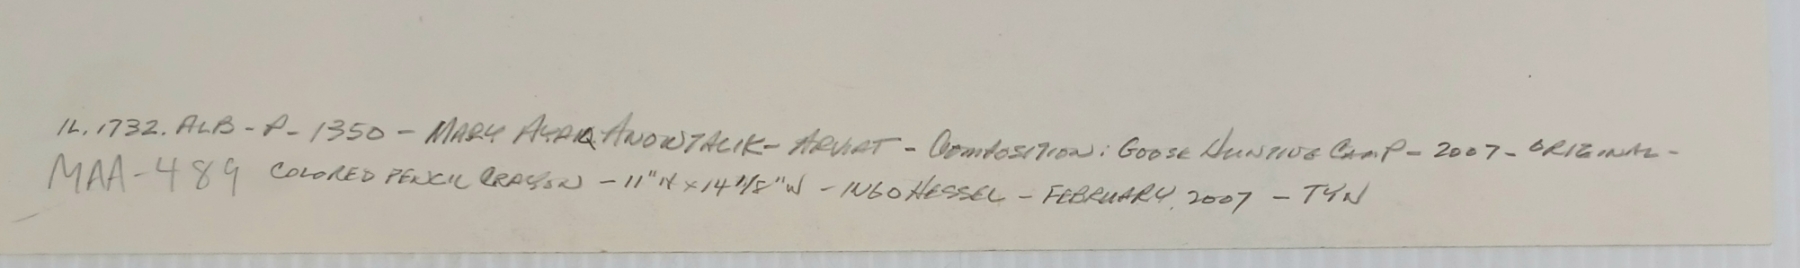 IL.1732.ALB - P- 1350 - MARY AYAQ ANOWTALIK - ARVIAT - COMPOSITION: GOOSE HUNTING CAMP - 2007 - ORIGINAL -
MAA-489 COLORED PENCIL CRAYON - 11"H x 14 1/8"W - INGO HESSEL - FEBRUARY 2007 - TYN